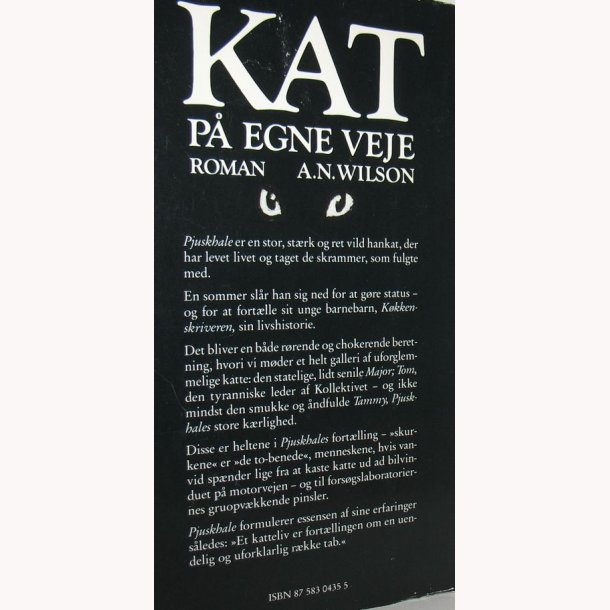 KAT
PÅ EGNE VEJE
ROMAN A.N. WILSON
Pjuskhale er en stor, stærk og ret vild hankat, der
har levet livet og taget de skrammer, som fulgte
med.
En sommer slår han sig ned for at gøre status –
og for at fortælle sit unge barnebarn, Køkken-
skriveren, sin livshistorie.
Det bliver en både rørende og chokerende beret-
ning, hvori vi møder et helt galleri af uforglem-
melige katte: den statelige, lidt senile Major; Tom,
den tyranniske leder af Kollektivet – og ikke
mindst den smukke og åndfulde Tammy, Pjusk-
hales store kærlighed.
Disse er heltene i Pjuskhales fortælling – »skur-
kene« er »de to-benede«, menneskene, hvis van-
vid spænder lige fra at kaste katte ud ad bilvin-
duet på motorvejen – og til forsøgslaboratorier-
nes gruopvækkende pinsler.
Pjuskhale formulerer essensen af sine erfaringer
således: »Et katteliv er fortællingen om en uen-
delig og uforklarlig række tab.«
ISBN 87 583 0435 5